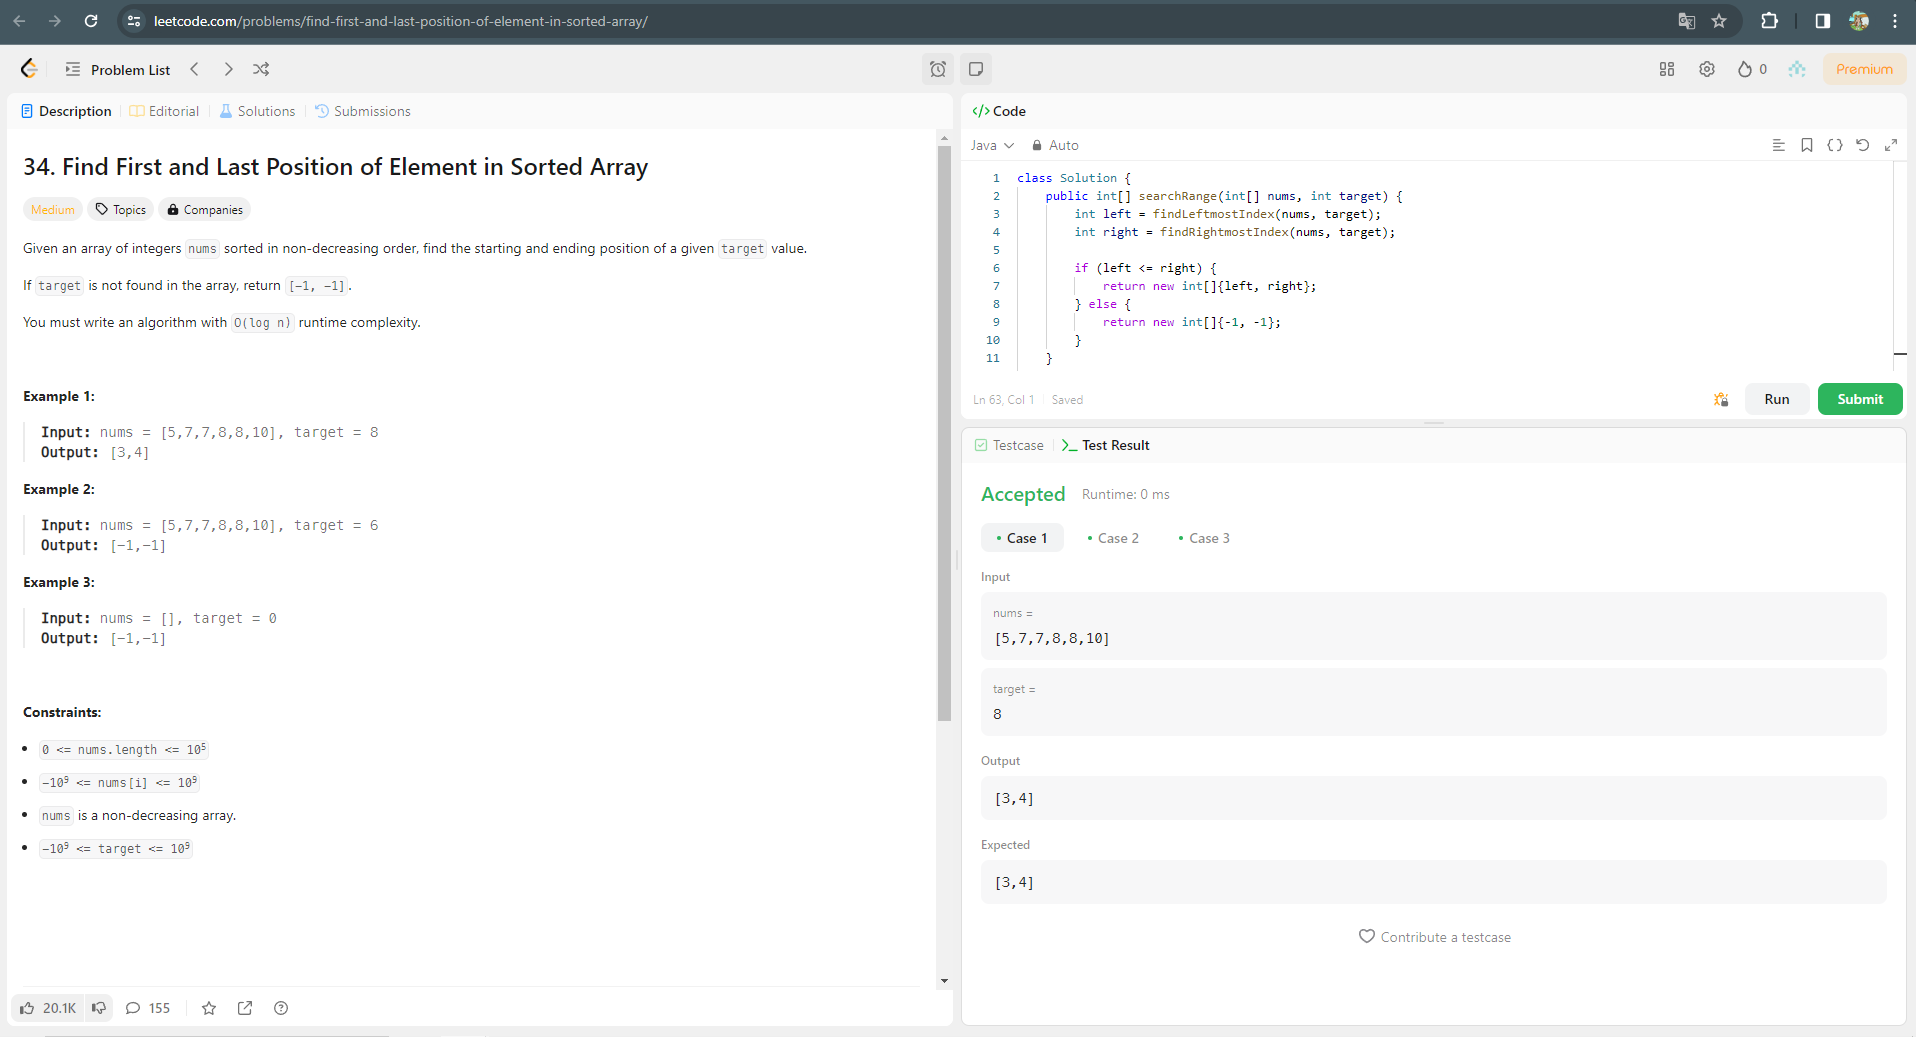 leetcode.com/problems/find-first-and-last-position-of-element-in-sorted-array/
Problem List
0
Premium
Description
Editorial
Solutions
Submissions
34. Find First and Last Position of Element in Sorted Array
Medium
Topics
Companies
Given an array of integers nums sorted in non-decreasing order, find the starting and ending position of a given target value.
If target is not found in the array, return [-1, -1].
You must write an algorithm with O(log n) runtime complexity.
Example 1:
Input: nums = [5,7,7,8,8,10], target = 8
Output: [3,4]
Example 2:
Input: nums = [5,7,7,8,8,10], target = 6
Output: [-1,-1]
Example 3:
Input: nums = [], target = 0
Output: [-1,-1]
Constraints:
• 0 <= nums.length <= 10⁵
• -10⁹ <= nums[i] <= 10⁹
• nums is a non-decreasing array.
• -10⁹ <= target <= 10⁹
20.1K
155
</> Code
Java
Auto
1 class Solution {
2 public int[] searchRange(int[] nums, int target) {
3 int left = findLeftmostIndex(nums, target);
4 int right = findRightmostIndex(nums, target);
5
6 if (left <= right) {
7 return new int[]{left, right};
8 } else {
9 return new int[]{-1, -1};
10 }
11 }
Ln 63, Col 1
Saved
Run
Submit
Testcase
Test Result
Accepted
Runtime: 0 ms
• Case 1
• Case 2
• Case 3
Input
nums =
[5,7,7,8,8,10]
target =
8
Output
[3,4]
Expected
[3,4]
Contribute a testcase